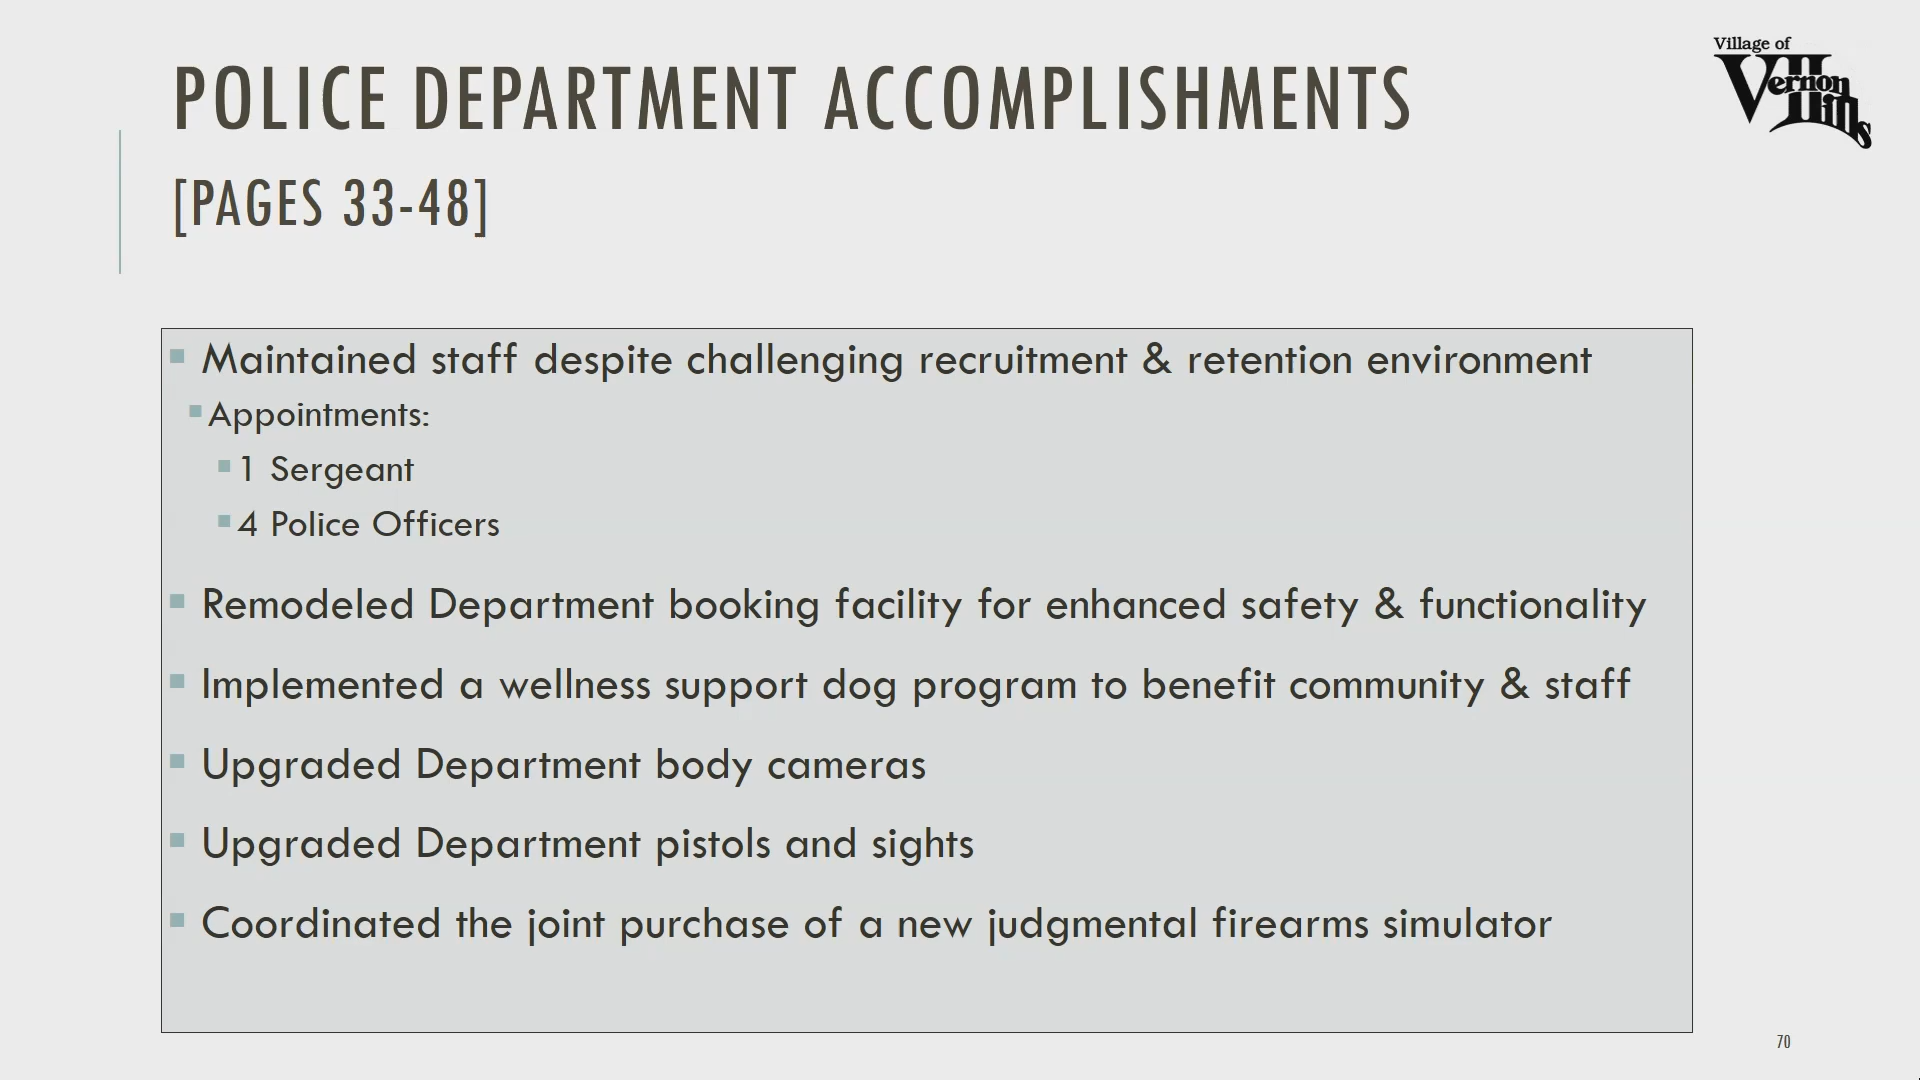 POLICE DEPARTMENT ACCOMPLISHMENTS
[PAGES 33-48]
Village of
Vernon
Hills
Maintained staff despite challenging recruitment & retention environment
Appointments:
1 Sergeant
4 Police Officers
Remodeled Department booking facility for enhanced safety & functionality
Implemented a wellness support dog program to benefit community & staff
Upgraded Department body cameras
Upgraded Department pistols and sights
Coordinated the joint purchase of a new judgmental firearms simulator
70